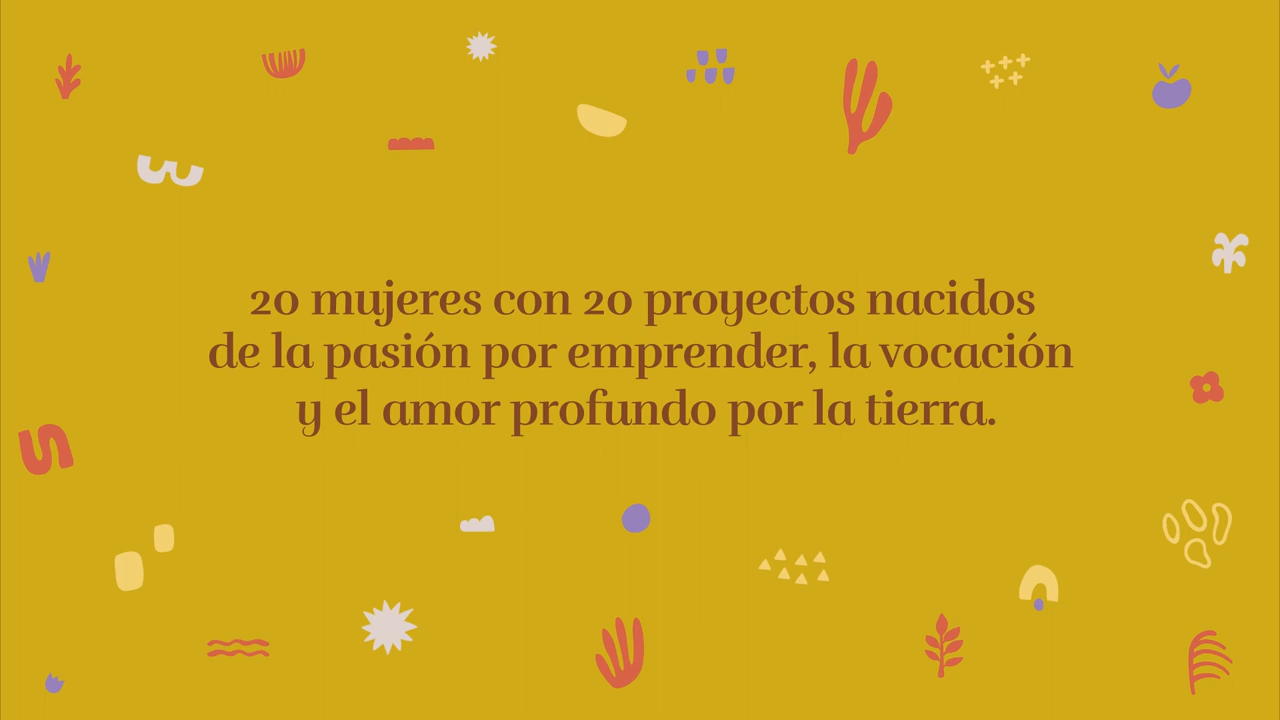 20 mujeres con 20 proyectos nacidos
de la pasión por emprender, la vocación
y el amor profundo por la tierra.